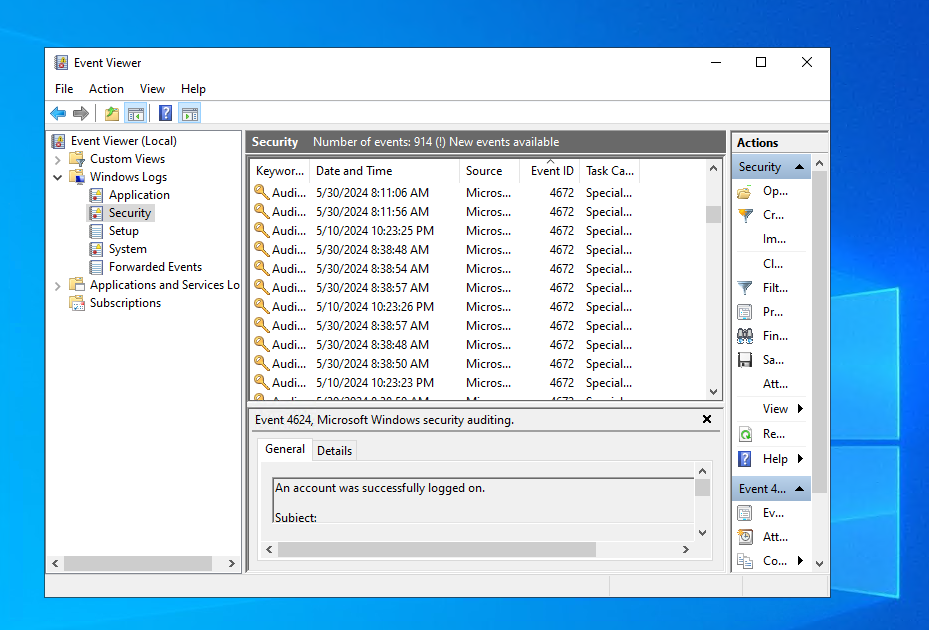 Event Viewer
File Action View Help
Event Viewer (Local)
Custom Views
Windows Logs
Application
Security
Setup
System
Forwarded Events
Applications and Services Lo
Subscriptions
Security Number of events: 914 (!) New events available
Keywor... Date and Time Source Event ID Task Ca...
Audi... 5/30/2024 8:11:06 AM Micros... 4672 Special...
Audi... 5/30/2024 8:11:56 AM Micros... 4672 Special...
Audi... 5/10/2024 10:23:25 PM Micros... 4672 Special...
Audi... 5/30/2024 8:38:48 AM Micros... 4672 Special...
Audi... 5/30/2024 8:38:54 AM Micros... 4672 Special...
Audi... 5/30/2024 8:38:57 AM Micros... 4672 Special...
Audi... 5/10/2024 10:23:26 PM Micros... 4672 Special...
Audi... 5/30/2024 8:38:57 AM Micros... 4672 Special...
Audi... 5/30/2024 8:38:48 AM Micros... 4672 Special...
Audi... 5/30/2024 8:38:50 AM Micros... 4672 Special...
Audi... 5/10/2024 10:23:23 PM Micros... 4672 Special...
Event 4624, Microsoft Windows security auditing.
General Details
An account was successfully logged on.
Subject:
Actions
Security
Op...
Cr...
Im...
Cl...
Filt...
Pr...
Fin...
Sa...
Att...
View
Re...
Help
Event 4...
Ev...
Att...
Co...